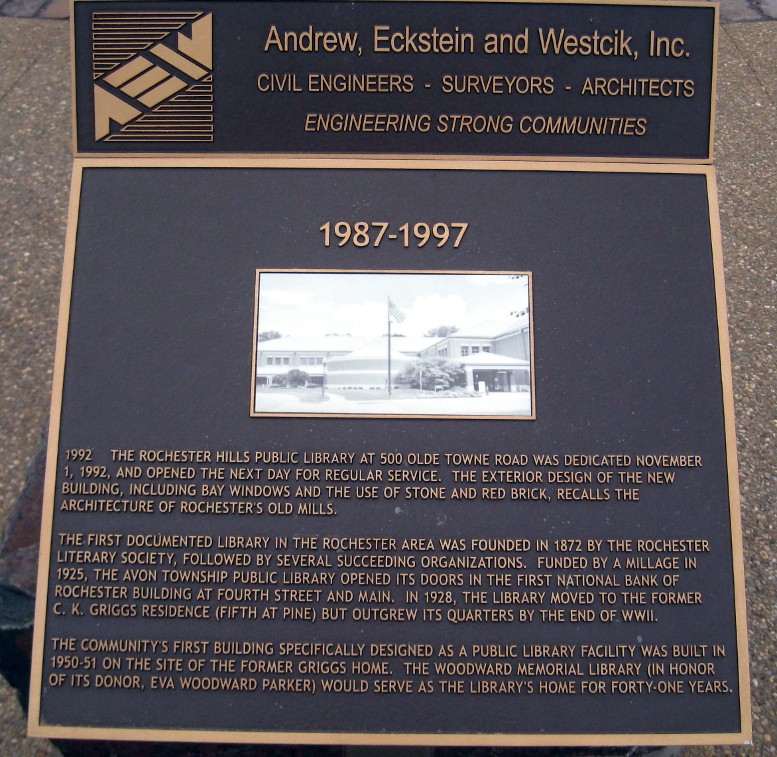 AEW
Andrew, Eckstein and Westcik, Inc.
CIVIL ENGINEERS - SURVEYORS - ARCHITECTS
ENGINEERING STRONG COMMUNITIES
1987-1997
1992 THE ROCHESTER HILLS PUBLIC LIBRARY AT 500 OLDE TOWNE ROAD WAS DEDICATED NOVEMBER
1, 1992, AND OPENED THE NEXT DAY FOR REGULAR SERVICE. THE EXTERIOR DESIGN OF THE NEW
BUILDING, INCLUDING BAY WINDOWS AND THE USE OF STONE AND RED BRICK, RECALLS THE
ARCHITECTURE OF ROCHESTER'S OLD MILLS.
THE FIRST DOCUMENTED LIBRARY IN THE ROCHESTER AREA WAS FOUNDED IN 1872 BY THE ROCHESTER
LITERARY SOCIETY, FOLLOWED BY SEVERAL SUCCEEDING ORGANIZATIONS. FUNDED BY A MILLAGE IN
1925, THE AVON TOWNSHIP PUBLIC LIBRARY OPENED ITS DOORS IN THE FIRST NATIONAL BANK OF
ROCHESTER BUILDING AT FOURTH STREET AND MAIN. IN 1928, THE LIBRARY MOVED TO THE FORMER
C. K. GRIGGS RESIDENCE (FIFTH AT PINE) BUT OUTGREW ITS QUARTERS BY THE END OF WWII.
THE COMMUNITY'S FIRST BUILDING SPECIFICALLY DESIGNED AS A PUBLIC LIBRARY FACILITY WAS BUILT IN
1950-51 ON THE SITE OF THE FORMER GRIGGS HOME. THE WOODWARD MEMORIAL LIBRARY (IN HONOR
OF ITS DONOR, EVA WOODWARD PARKER) WOULD SERVE AS THE LIBRARY'S HOME FOR FORTY-ONE YEARS.